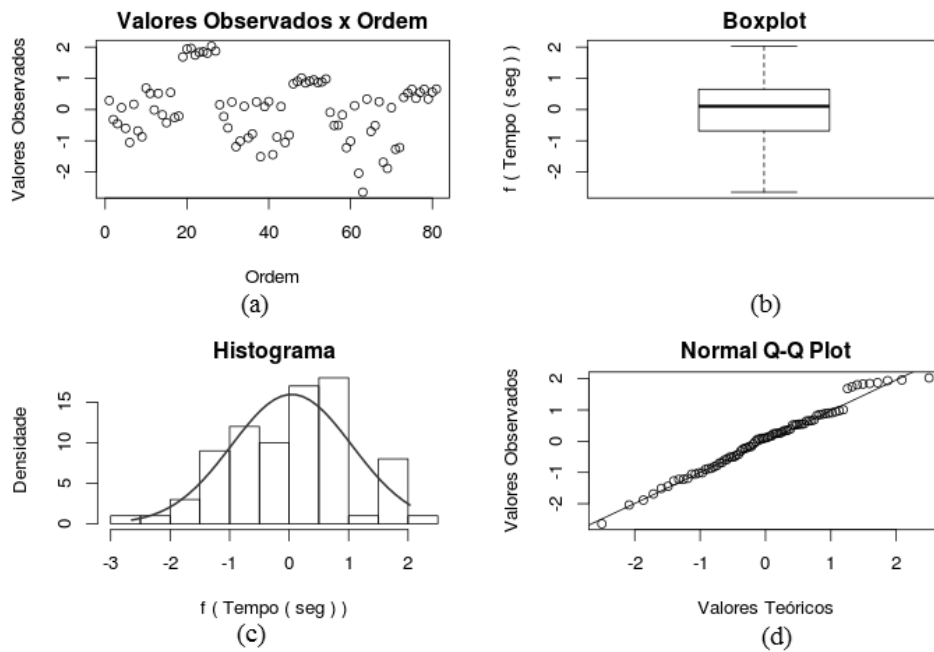 Valores Observados x Ordem
Valores Observados
2
1
0
-1
-2
0
20
40
60
80
Ordem
(a)
Boxplot
f ( Tempo ( seg ) )
2
1
0
-1
-2
(b)
Histograma
Densidade
15
10
5
0
-3
-2
-1
0
1
2
f ( Tempo ( seg ) )
(c)
Normal Q-Q Plot
Valores Observados
2
1
0
-1
-2
-2
-1
0
1
2
Valores Teóricos
(d)